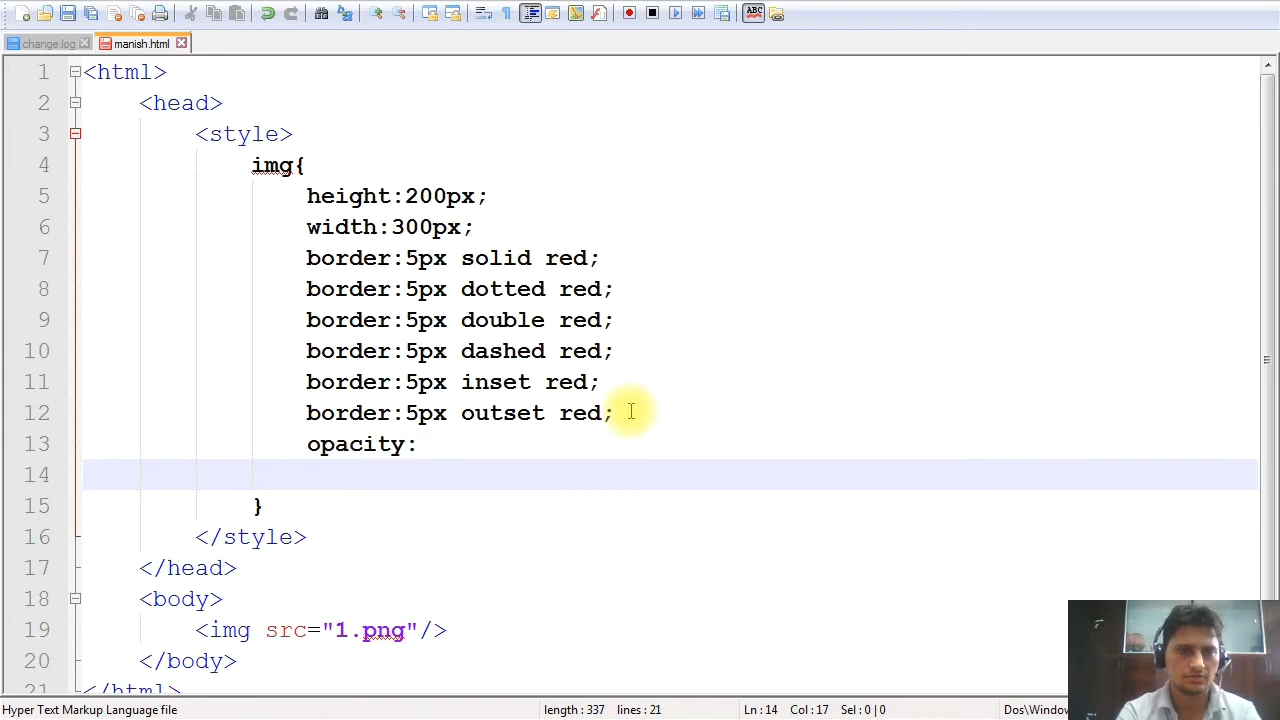 change.log
manish.html
ABC
1 <html>
2 <head>
3 <style>
4 img{
5 height:200px;
6 width:300px;
7 border:5px solid red;
8 border:5px dotted red;
9 border:5px double red;
10 border:5px dashed red;
11 border:5px inset red;
12 border:5px outset red;
13 opacity:
14
15 }
16 </style>
17 </head>
18 <body>
19 <img src="1.png"/>
20 </body>
21 </html>
Hyper Text Markup Language file length : 337 lines : 21 Ln : 14 Col : 17 Sel : 0 | 0 Dos\Window